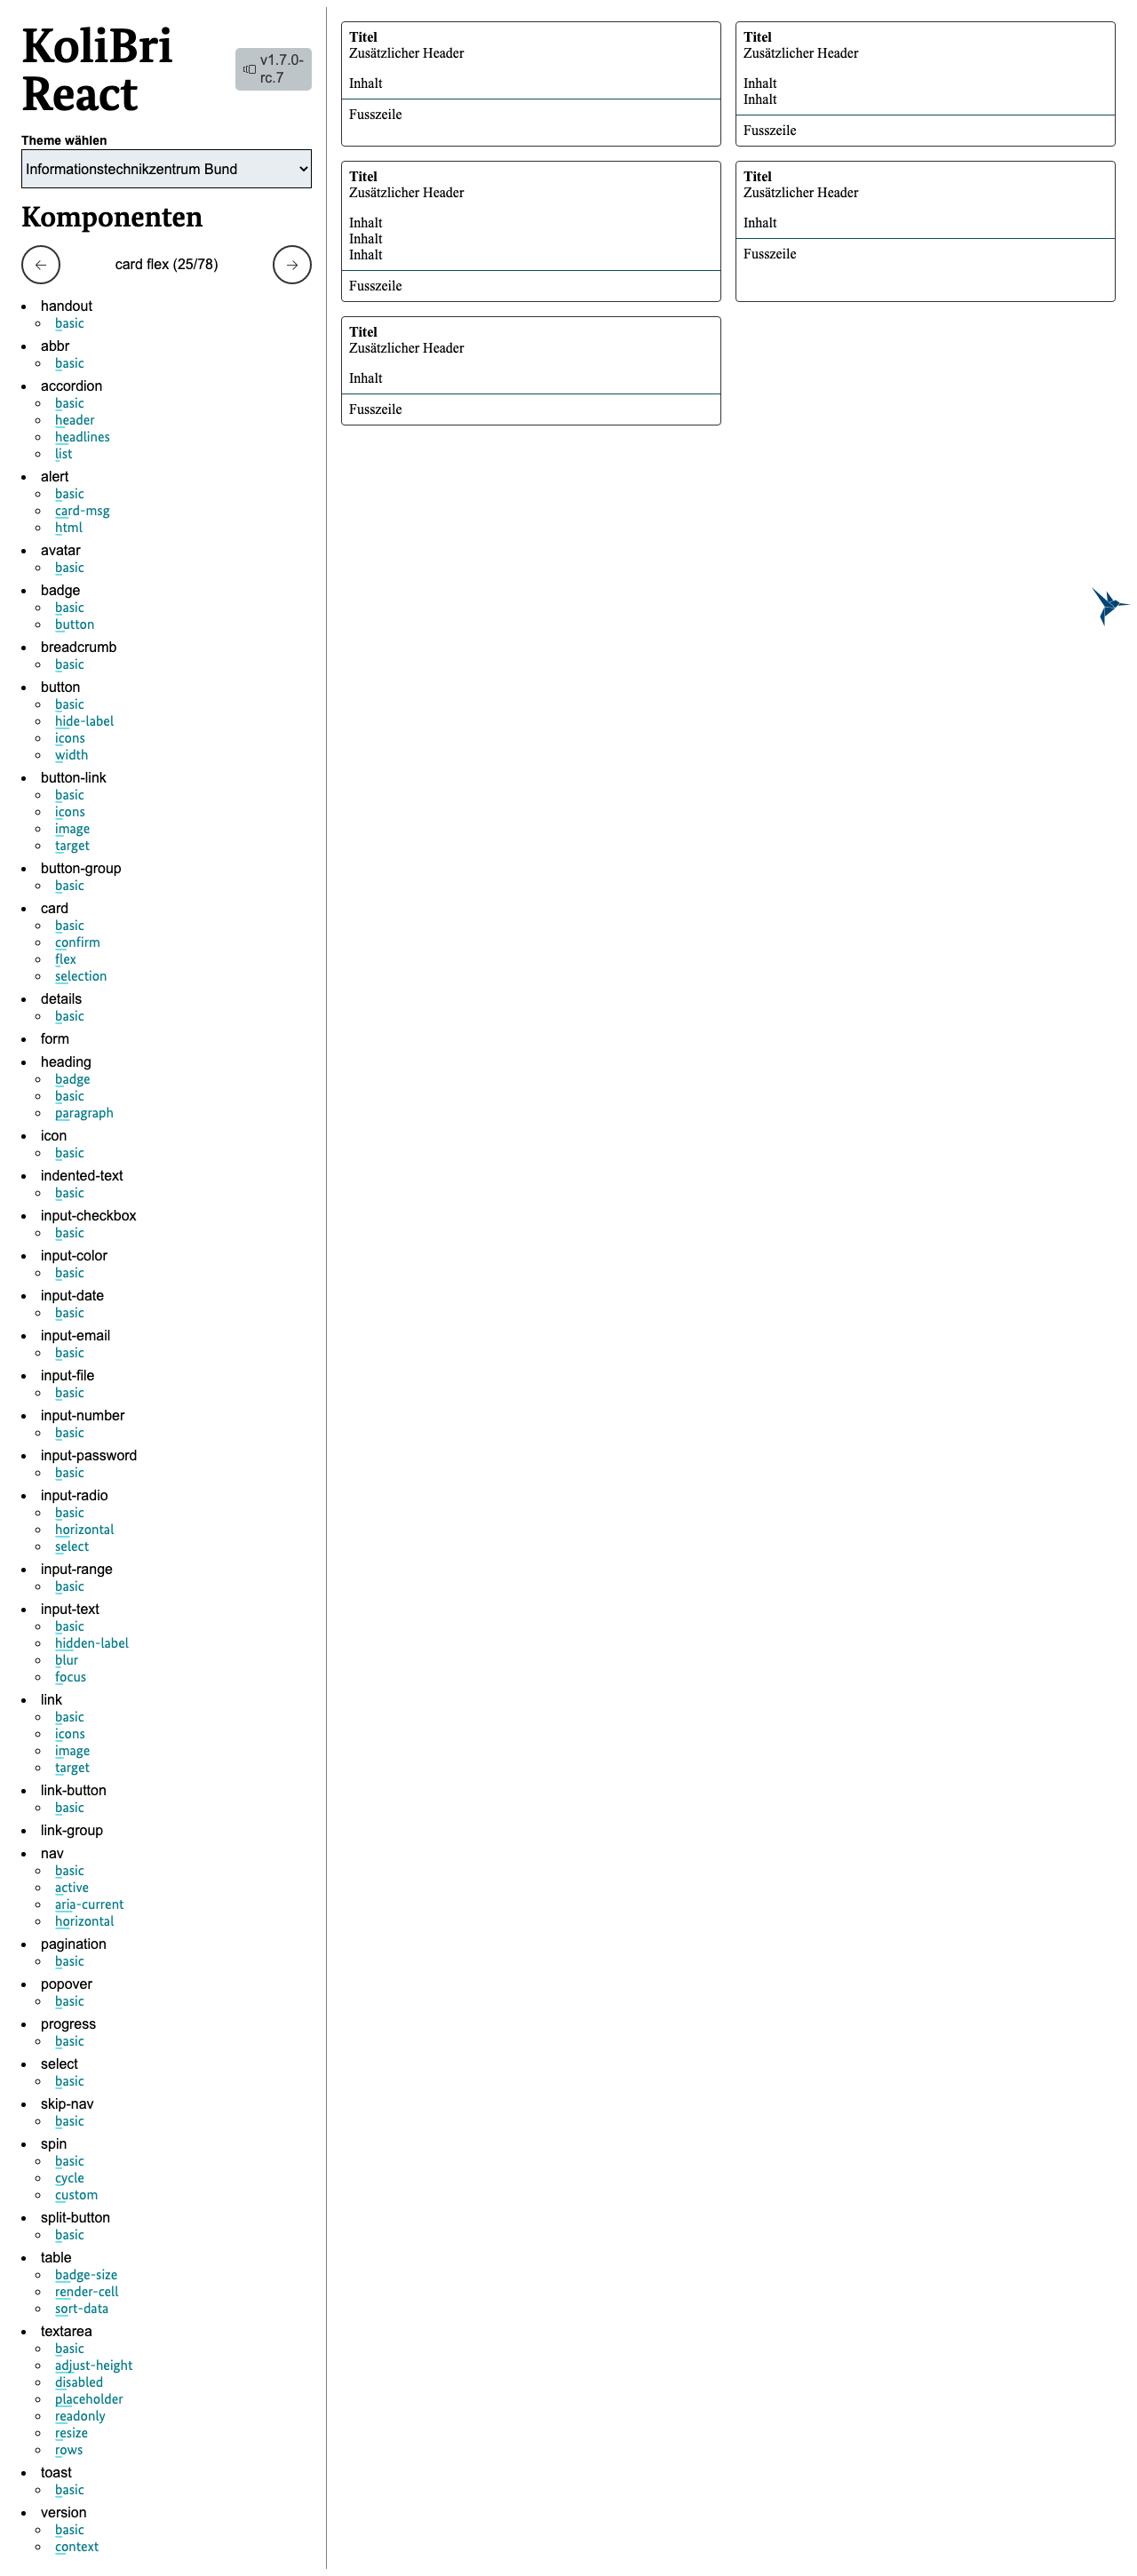 KoliBri
React
v1.7.0-
rc.7
Theme wählen
Informationstechnikzentrum Bund
Komponenten
card flex (25/78)
handout
basic
abbr
basic
accordion
basic
header
headlines
list
alert
basic
card-msg
html
avatar
basic
badge
basic
button
breadcrumb
basic
button
basic
hide-label
icons
width
button-link
basic
icons
image
target
button-group
basic
card
basic
confirm
flex
selection
details
basic
form
heading
badge
basic
paragraph
icon
basic
indented-text
basic
input-checkbox
basic
input-color
basic
input-date
basic
input-email
basic
input-file
basic
input-number
basic
input-password
basic
input-radio
basic
horizontal
select
input-range
basic
input-text
basic
hidden-label
blur
focus
link
basic
icons
image
target
link-button
basic
link-group
nav
basic
active
aria-current
horizontal
pagination
basic
popover
basic
progress
basic
select
basic
skip-nav
basic
spin
basic
cycle
custom
split-button
basic
table
badge-size
render-cell
sort-data
textarea
basic
adjust-height
disabled
placeholder
readonly
resize
rows
toast
basic
version
basic
context
Titel
Zusätzlicher Header
Inhalt
Fusszeile
Titel
Zusätzlicher Header
Inhalt
Inhalt
Fusszeile
Titel
Zusätzlicher Header
Inhalt
Inhalt
Inhalt
Fusszeile
Titel
Zusätzlicher Header
Inhalt
Fusszeile
Titel
Zusätzlicher Header
Inhalt
Fusszeile